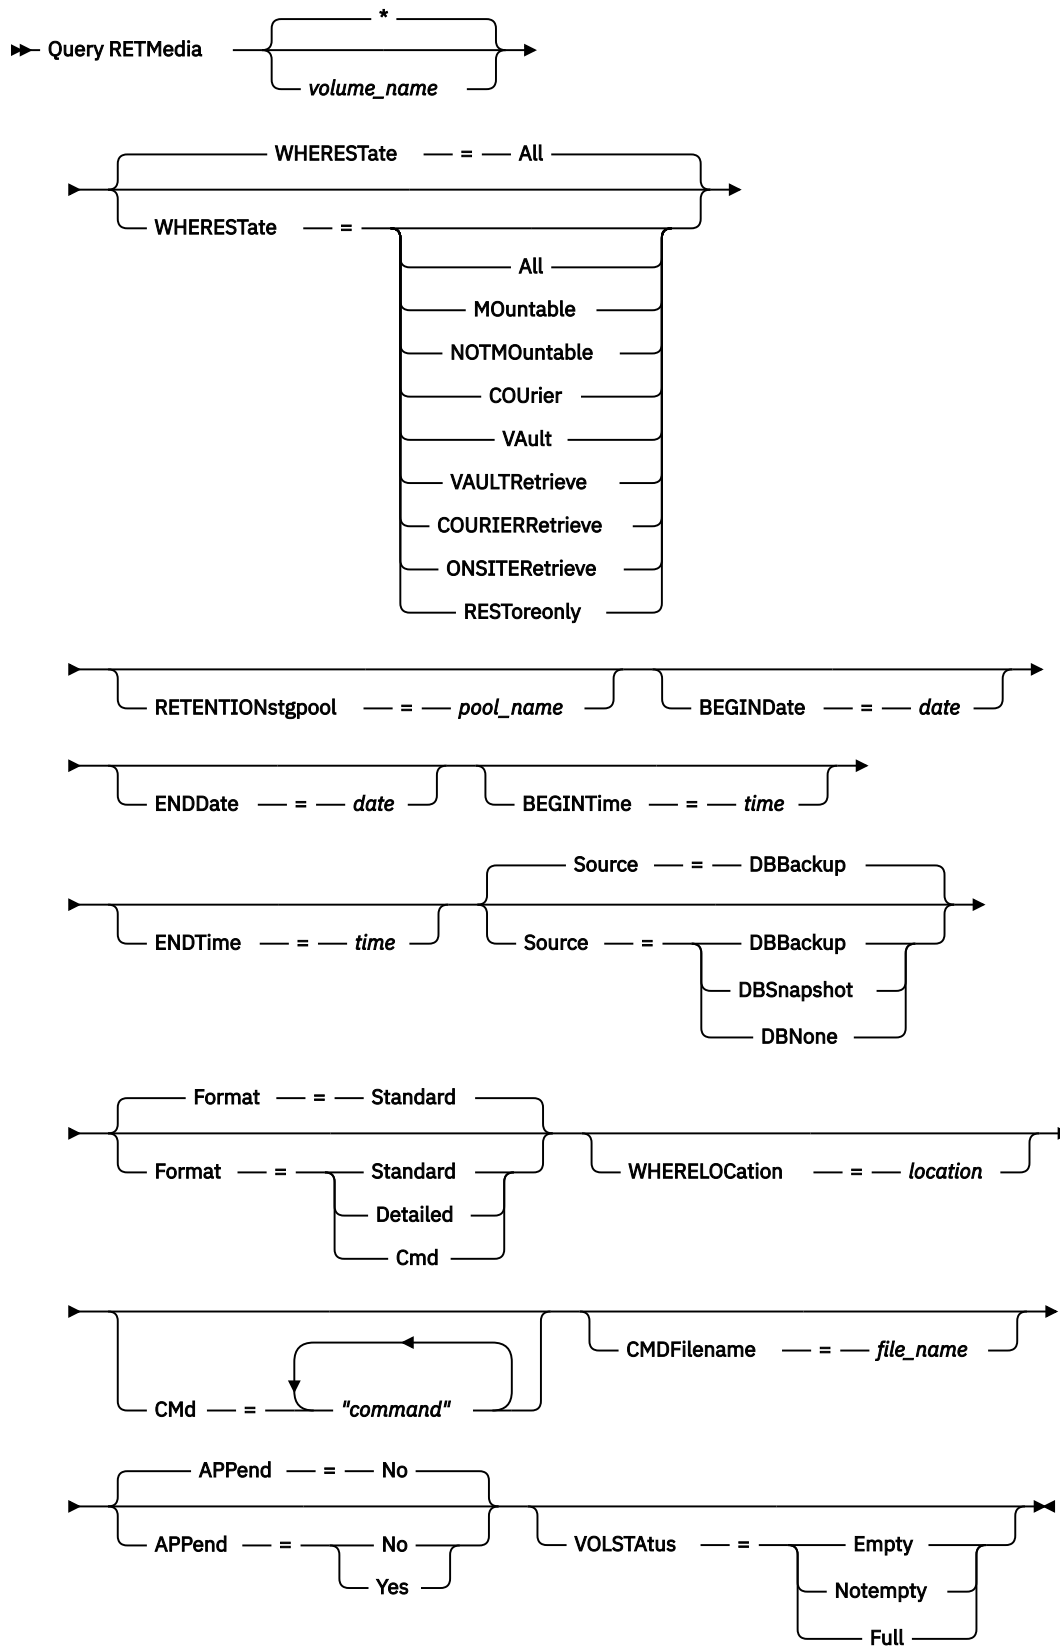 *
Query RETMedia
volume_name
WHERESTate = All
WHERESTate =
All
MOuntable
NOTMOuntable
COUrier
VAult
VAULTRetrieve
COURIERRetrieve
ONSITERetrieve
RESToreonly
RETENTIONstgpool = pool_name BEGINDate = date
ENDDate = date BEGINTime = time
Source = DBBackup
ENDTime = time Source = DBBackup
DBSnapshot
DBNone
Format = Standard
Format = Standard WHERELOCation = location
Detailed
Cmd
CMDFilename = file_name
CMd = "command"
APPend = No
APPend = No VOLSTAtus = Empty
Yes Notempty
Full